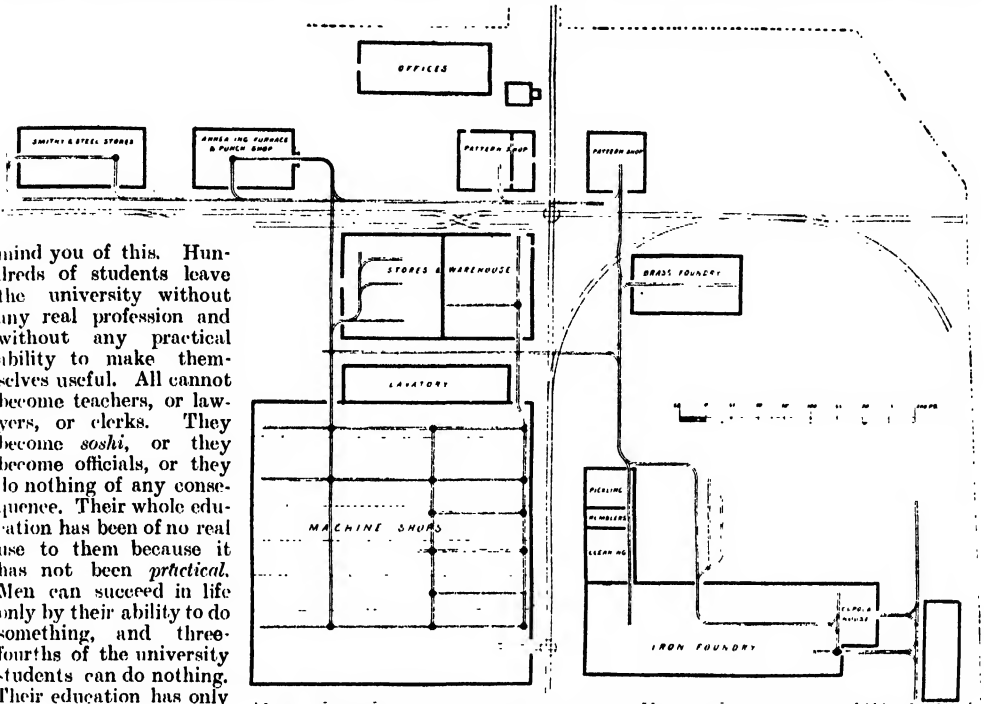 OFFICES
SMITHY & STEEL STORES
ANNEALING FURNACE
& PUNCH SHOP
PATTERN SHOP
PATTERN SHOP
STORES & WAREHOUSE
BRASS FOUNDRY
LAVATORY
MACHINE SHOPS
PICKLING
RUMBLERS
CLEANING
CUPOLA
HOUSE
IRON FOUNDRY
mind you of this. Hun-
dreds of students leave
the university without
any real profession and
without any practical
ability to make them-
selves useful. All cannot
become teachers, or law-
yers, or clerks. They
become soshi, or they
become officials, or they
do nothing of any conse-
quence. Their whole edu-
cation has been of no real
use to them because it
has not been practical.
Men can succeed in life
only by their ability to do
something, and three-
fourths of the university
students can do nothing.
Their education has only